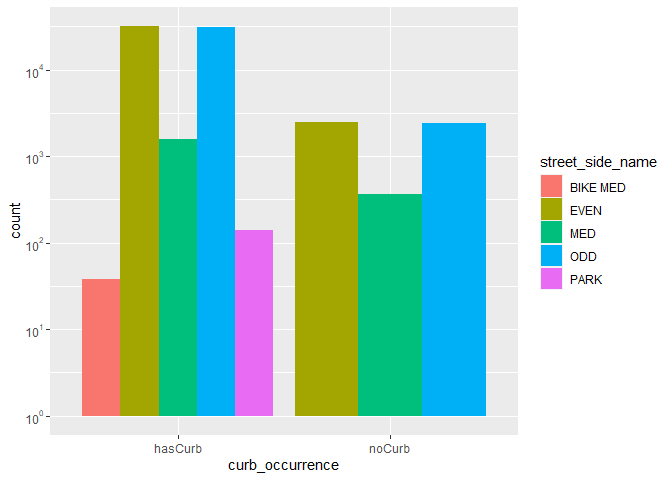 count
10⁴
10³
10²
10¹
10⁰
hasCurb
noCurb
curb_occurrence
street_side_name
BIKE MED
EVEN
MED
ODD
PARK